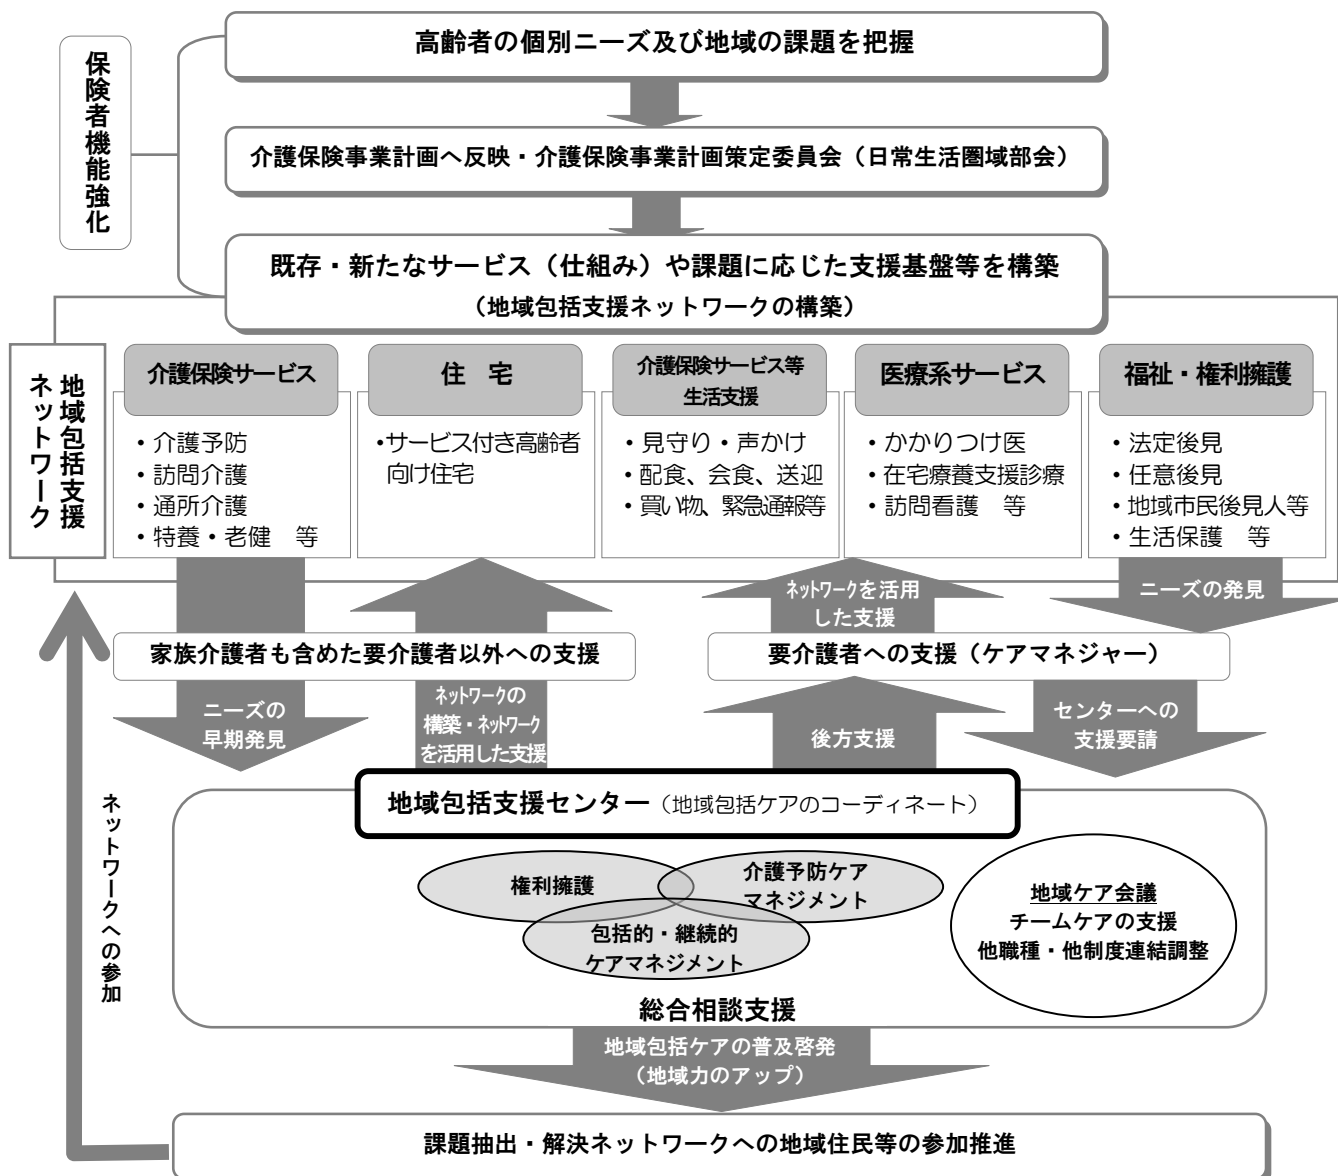 保険者機能強化
高齢者の個別ニーズ及び地域の課題を把握
介護保険事業計画へ反映・介護保険事業計画策定委員会（日常生活圏域部会）
既存・新たなサービス（仕組み）や課題に応じた支援基盤等を構築
（地域包括支援ネットワークの構築）
地域包括支援
ネットワーク
介護保険サービス
・介護予防
・訪問介護
・通所介護
・特養・老健　等
住　宅
・サービス付き高齢者
向け住宅
介護保険サービス等
生活支援
・見守り・声かけ
・配食、会食、送迎
・買い物、緊急通報等
医療系サービス
・かかりつけ医
・在宅療養支援診療
・訪問看護　等
福祉・権利擁護
・法定後見
・任意後見
・地域市民後見人等
・生活保護　等
ネットワークを活用
した支援
ニーズの発見
家族介護者も含めた要介護者以外への支援
要介護者への支援（ケアマネジャー）
ニーズの
早期発見
ネットワークの
構築・ネットワーク
を活用した支援
後方支援
センターへの
支援要請
地域包括支援センター（地域包括ケアのコーディネート）
権利擁護
介護予防ケア
マネジメント
包括的・継続的
ケアマネジメント
地域ケア会議
チームケアの支援
他職種・他制度連結調整
総合相談支援
ネットワークへの参加
地域包括ケアの普及啓発
（地域力のアップ）
課題抽出・解決ネットワークへの地域住民等の参加推進